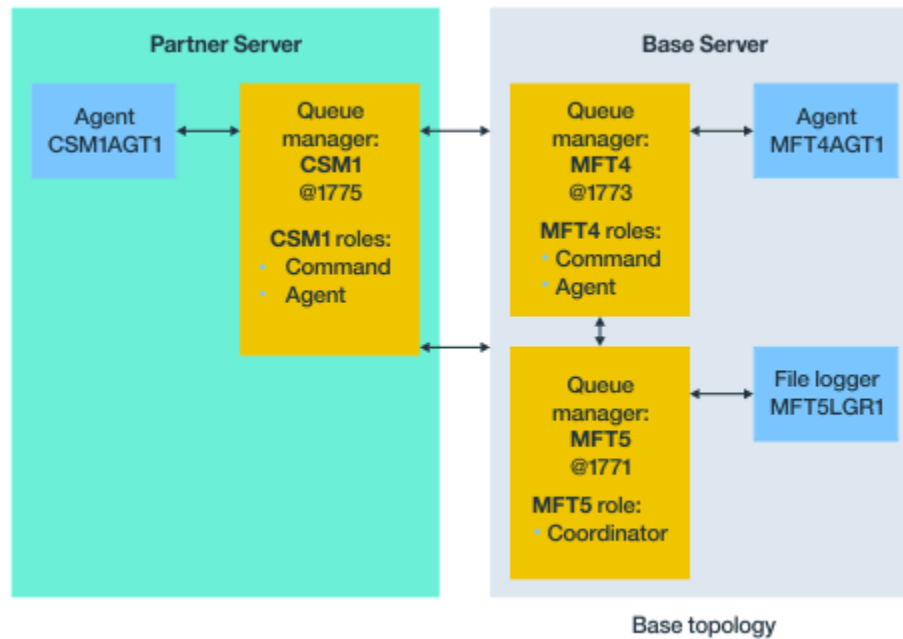 Partner Server
Agent
CSM1AGT1
Queue
manager:
CSM1
@1775
CSM1 roles:
• Command
• Agent
Base Server
Queue
manager:
MFT4
@1773
MFT4 roles:
• Command
• Agent
Agent
MFT4AGT1
Queue
manager:
MFT5
@1771
MFT5 role:
• Coordinator
File logger
MFT5LGR1
Base topology